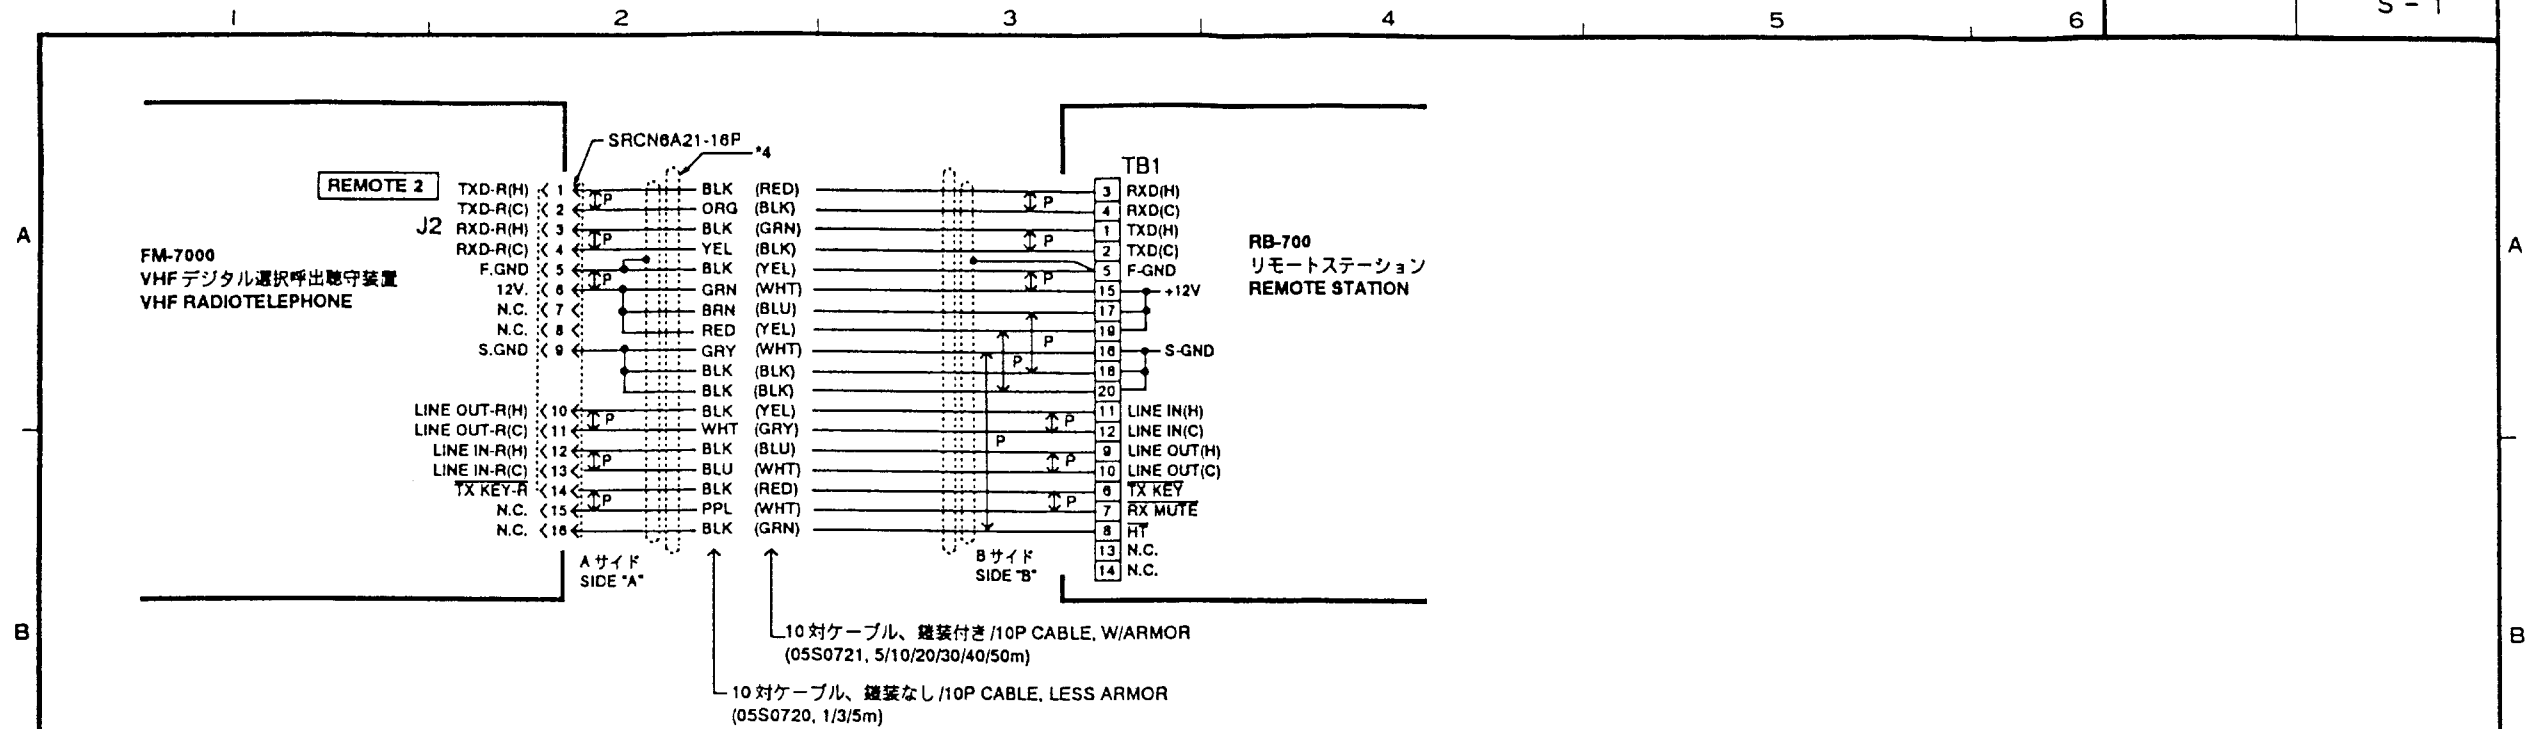 1 2 3 4 5 6
S - 1
A
A
B
B
SRCN6A21-16P
*4
REMOTE 2
J2
FM-7000
VHF デジタル選択呼出聴守装置
VHF RADIOTELEPHONE
TB1
RB-700
リモートステーション
REMOTE STATION
TXD-R(H) 1 P BLK (RED) P 3 RXD(H)
TXD-R(C) 2 ORG (BLK) 4 RXD(C)
RXD-R(H) 3 P BLK (GRN) P 1 TXD(H)
RXD-R(C) 4 YEL (BLK) 2 TXD(C)
F.GND 5 P BLK (YEL) P 5 F-GND
12V. 6 GRN (WHT) 15 +12V
N.C. 7 BRN (BLU) 17
N.C. 8 RED (YEL) P 19
S.GND 9 GRY (WHT) P 16 S-GND
BLK (BLK) 18
BLK (BLK) 20
LINE OUT-R(H) 10 P BLK (YEL) P 11 LINE IN(H)
LINE OUT-R(C) 11 WHT (GRY) P 12 LINE IN(C)
LINE IN-R(H) 12 P BLK (BLU) P 9 LINE OUT(H)
LINE IN-R(C) 13 BLU (WHT) 10 LINE OUT(C)
TX KEY-R 14 P BLK (RED) P 6 TX KEY
N.C. 15 PPL (WHT) 7 RX MUTE
N.C. 16 BLK (GRN) 8 HT
13 N.C.
14 N.C.
A サイド
SIDE "A"
B サイド
SIDE "B"
10 対ケーブル、鎧装付き/10P CABLE, W/ARMOR
(05S0721, 5/10/20/30/40/50m)
10 対ケーブル、鎧装なし/10P CABLE, LESS ARMOR
(05S0720, 1/3/5m)